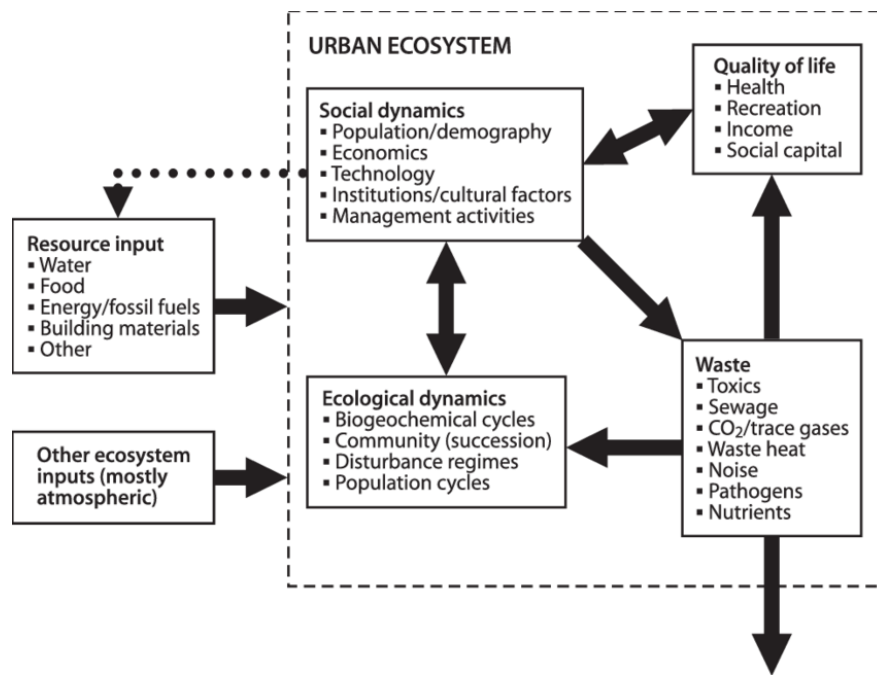 URBAN ECOSYSTEM
Social dynamics
▪ Population/demography
▪ Economics
▪ Technology
▪ Institutions/cultural factors
▪ Management activities
Quality of life
▪ Health
▪ Recreation
▪ Income
▪ Social capital
Resource input
▪ Water
▪ Food
▪ Energy/fossil fuels
▪ Building materials
▪ Other
Other ecosystem
inputs (mostly
atmospheric)
Ecological dynamics
▪ Biogeochemical cycles
▪ Community (succession)
▪ Disturbance regimes
▪ Population cycles
Waste
▪ Toxics
▪ Sewage
▪ CO₂/trace gases
▪ Waste heat
▪ Noise
▪ Pathogens
▪ Nutrients